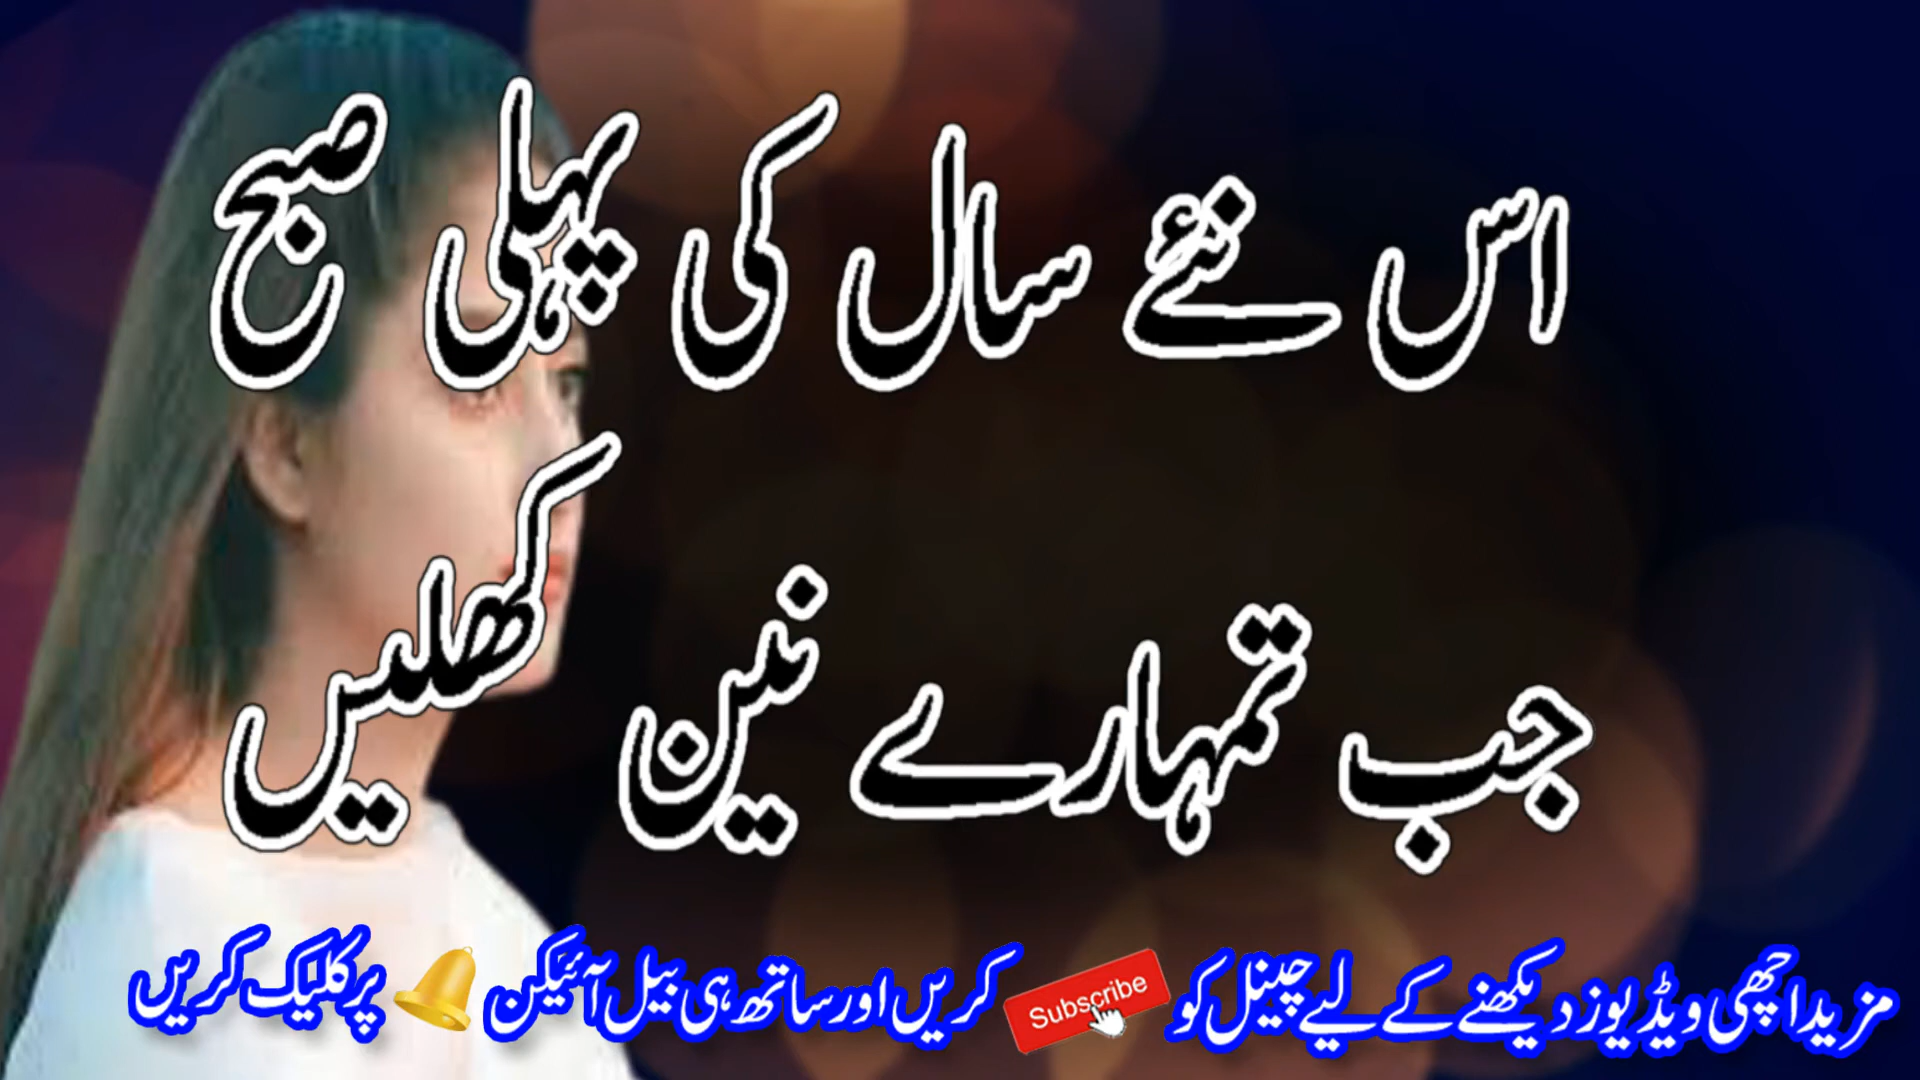 اس نئے سال کی پہلی صبح
جب تمہارے نین کھلیں
مزید اچھی ویڈیوز دیکھنے کے لیے چینل کو Subscribe کریں اور ساتھ ہی بیل آئیکن پر کلیک کریں